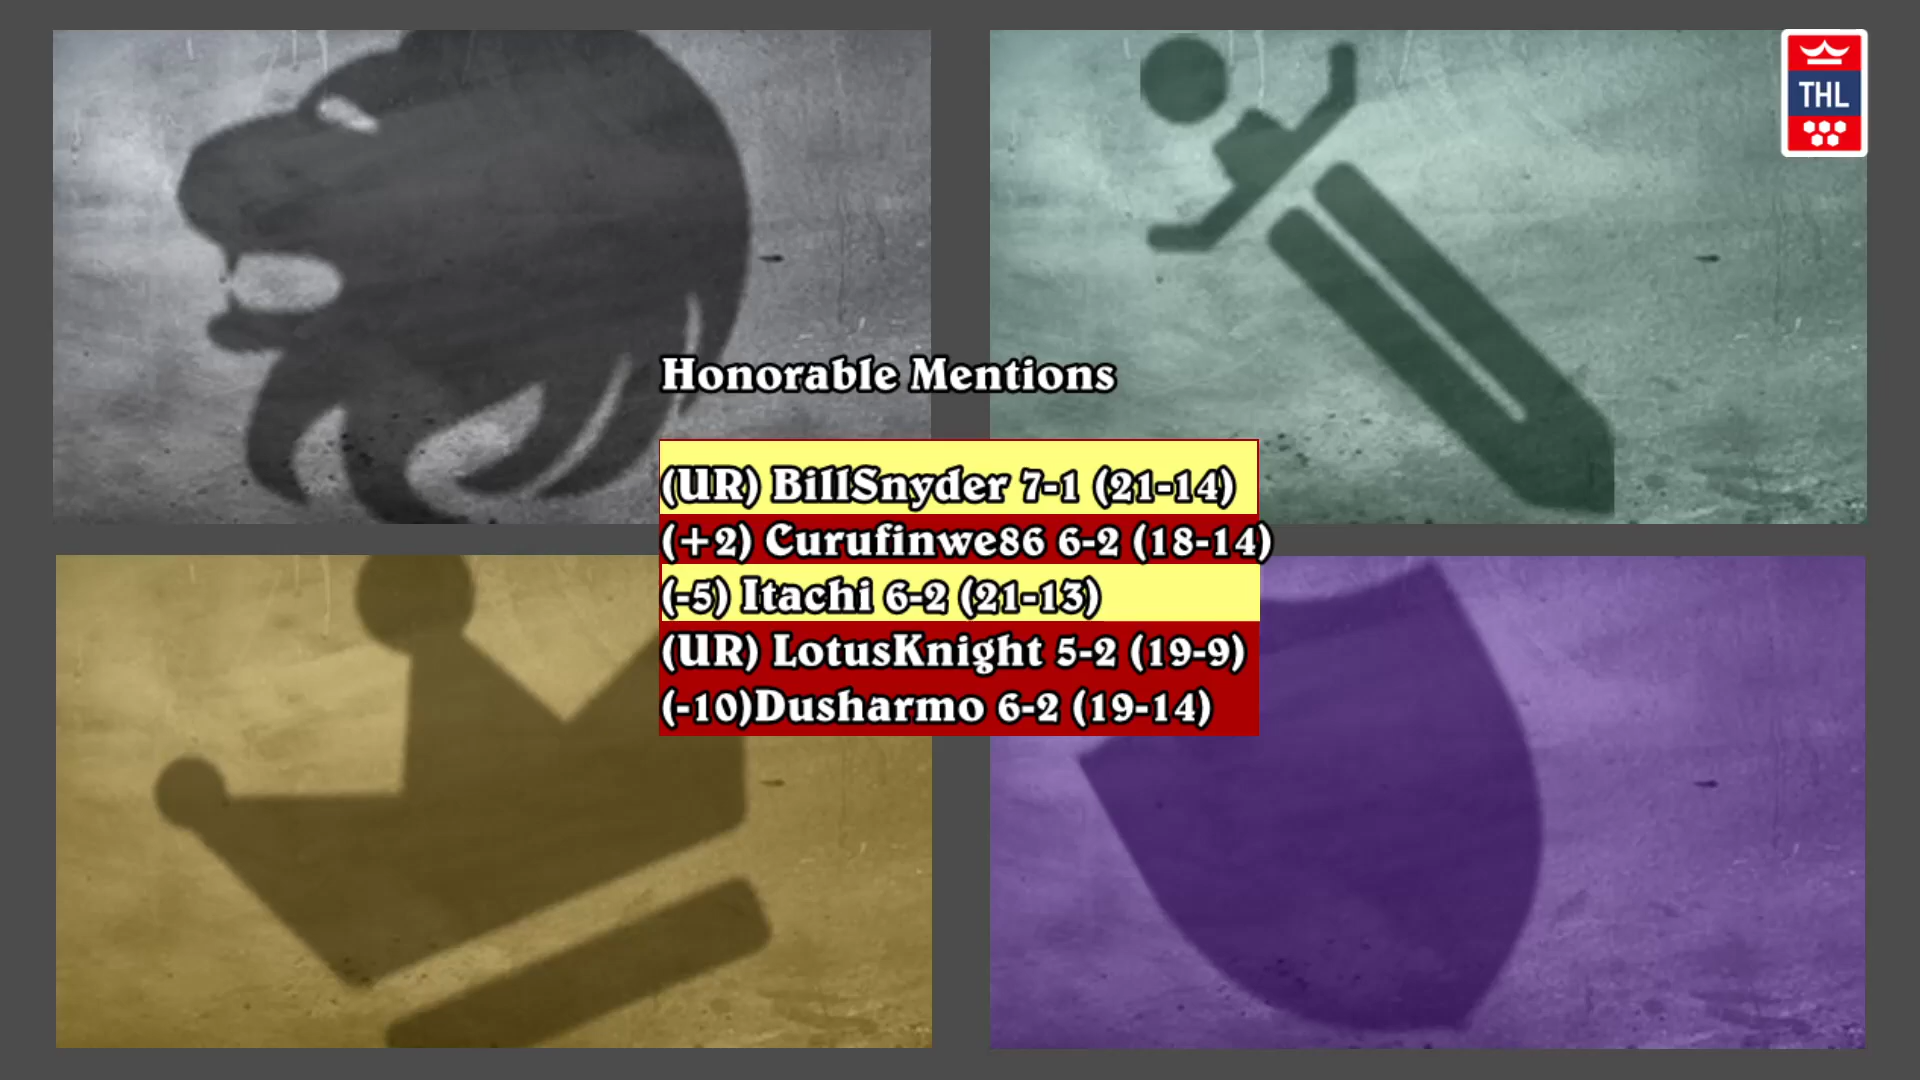 THL
Honorable Mentions
(UR) BillSnyder 7-1 (21-14)
(+2) Curufinwe86 6-2 (18-14)
(-5) Itachi 6-2 (21-13)
(UR) LotusKnight 5-2 (19-9)
(-10)Dusharmo 6-2 (19-14)